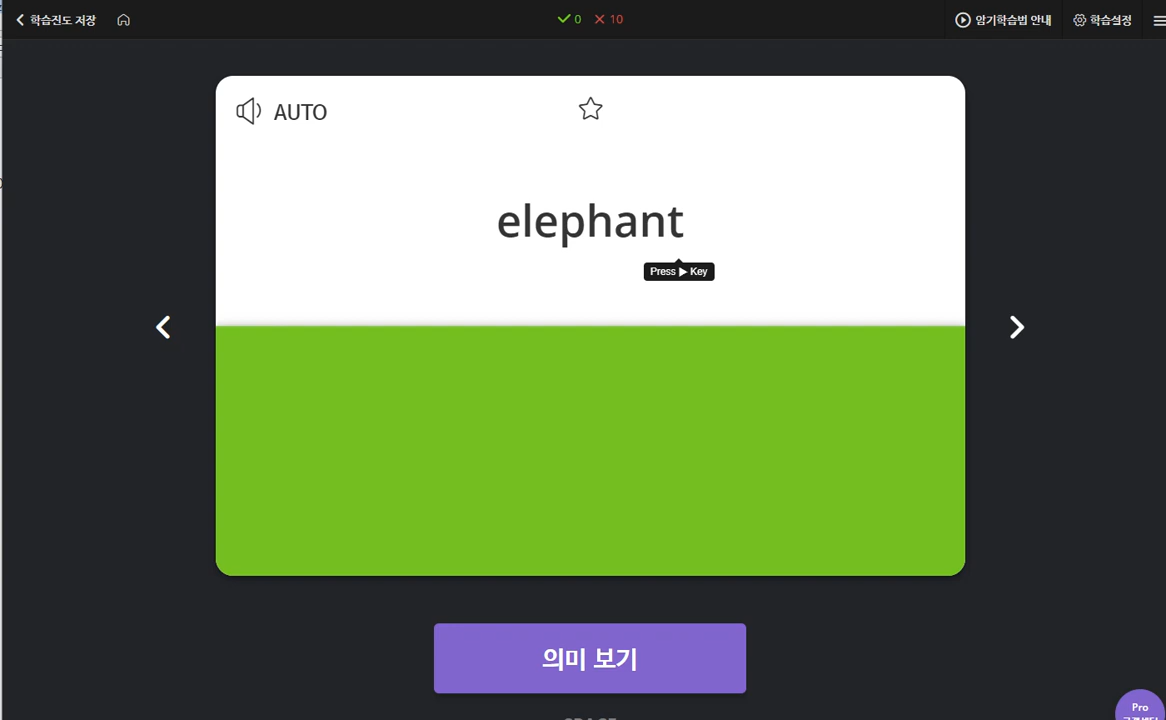 학습진도 저장
0 10
암기학습법 안내
학습설정
AUTO
elephant
Press ▶ Key
의미 보기
SPACE
Pro